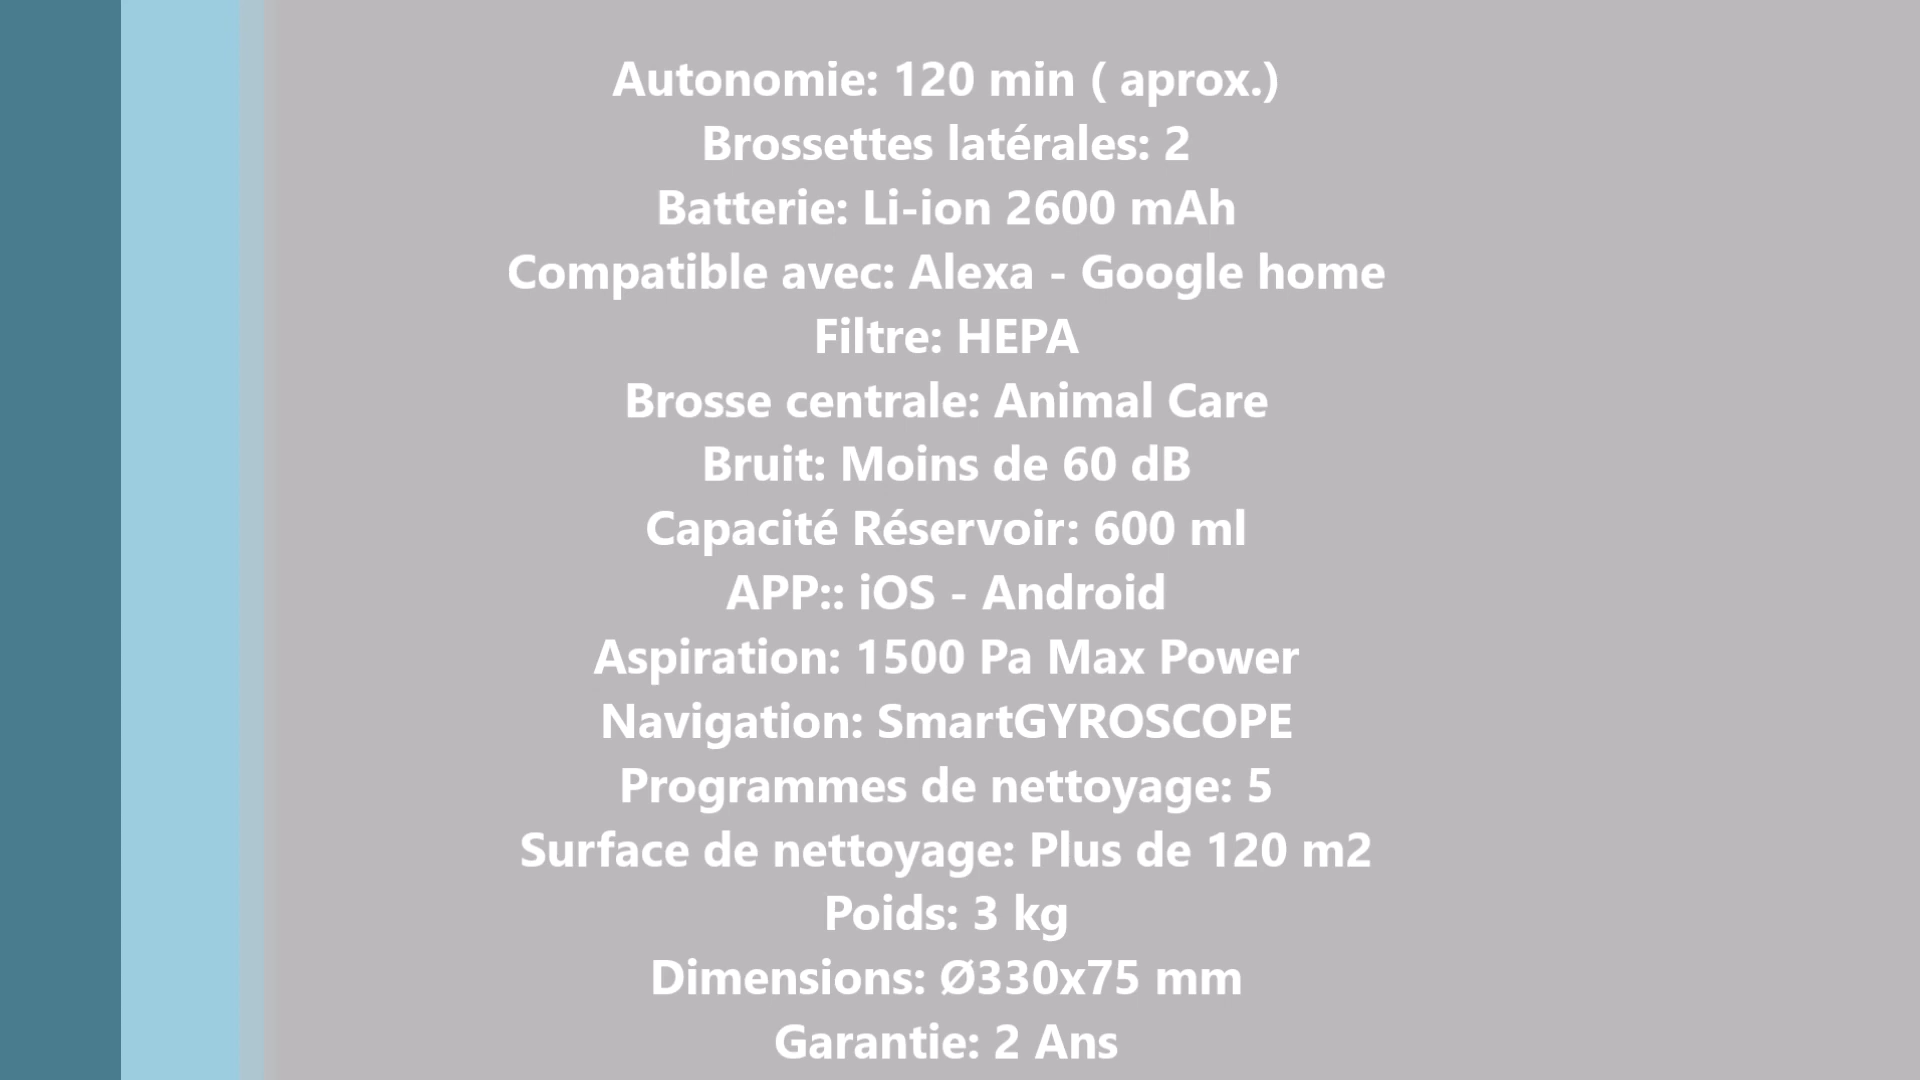 Autonomie: 120 min ( aprox.)
Brossettes latérales: 2
Batterie: Li-ion 2600 mAh
Compatible avec: Alexa - Google home
Filtre: HEPA
Brosse centrale: Animal Care
Bruit: Moins de 60 dB
Capacité Réservoir: 600 ml
APP:: iOS - Android
Aspiration: 1500 Pa Max Power
Navigation: SmartGYROSCOPE
Programmes de nettoyage: 5
Surface de nettoyage: Plus de 120 m2
Poids: 3 kg
Dimensions: Ø330x75 mm
Garantie: 2 Ans